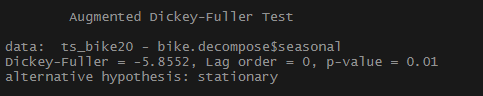 Augmented Dickey-Fuller Test
data:  ts_bike20 - bike.decompose$seasonal
Dickey-Fuller = -5.8552, Lag order = 0, p-value = 0.01
alternative hypothesis: stationary